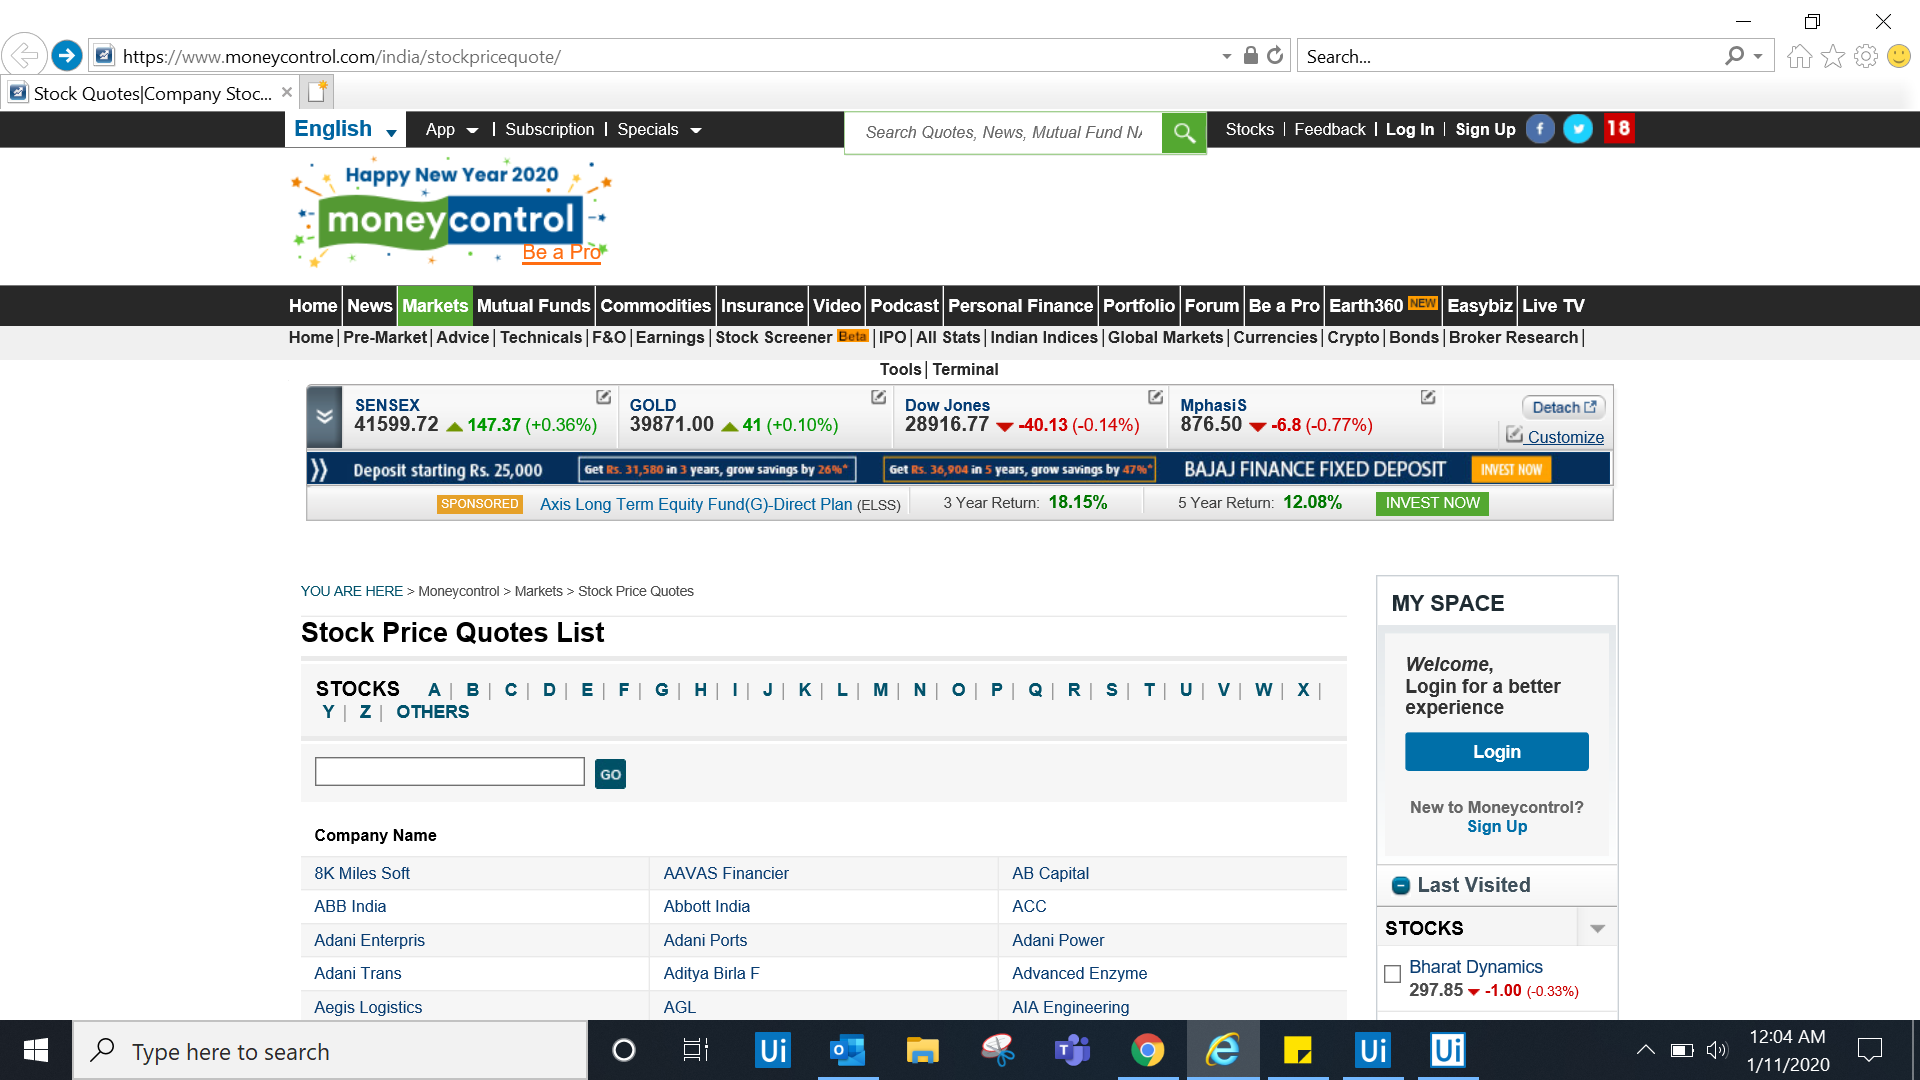 https://www.moneycontrol.com/india/stockpricequote/
Search...
Stock Quotes|Company Stoc...
English App | Subscription | Specials
Search Quotes, News, Mutual Fund NA
Stocks | Feedback | Log In | Sign Up 18
Happy New Year 2020
moneycontrol
Be a Pro
Home News Markets Mutual Funds Commodities Insurance Video Podcast Personal Finance Portfolio Forum Be a Pro Earth360 NEW Easybiz Live TV
Home | Pre-Market | Advice | Technicals | F&O | Earnings | Stock Screener Beta | IPO | All Stats | Indian Indices | Global Markets | Currencies | Crypto | Bonds | Broker Research |
Tools | Terminal
SENSEX
41599.72 147.37 (+0.36%)
GOLD
39871.00 41 (+0.10%)
Dow Jones
28916.77 -40.13 (-0.14%)
MphasiS
876.50 -6.8 (-0.77%)
Detach
Customize
Deposit starting Rs. 25,000 Get Rs. 31,580 in 3 years, grow savings by 26%* Get Rs. 36,904 in 5 years, grow savings by 47%* BAJAJ FINANCE FIXED DEPOSIT INVEST NOW
SPONSORED Axis Long Term Equity Fund(G)-Direct Plan (ELSS) 3 Year Return: 18.15% 5 Year Return: 12.08% INVEST NOW
YOU ARE HERE > Moneycontrol > Markets > Stock Price Quotes
Stock Price Quotes List
STOCKS A | B | C | D | E | F | G | H | I | J | K | L | M | N | O | P | Q | R | S | T | U | V | W | X |
Y | Z | OTHERS
GO
Company Name
8K Miles Soft AAVAS Financier AB Capital
ABB India Abbott India ACC
Adani Enterpris Adani Ports Adani Power
Adani Trans Aditya Birla F Advanced Enzyme
Aegis Logistics AGL AIA Engineering
MY SPACE
Welcome,
Login for a better
experience
Login
New to Moneycontrol?
Sign Up
Last Visited
STOCKS
Bharat Dynamics
297.85 -1.00 (-0.33%)
Type here to search
Ui
Ui
Ui
12:04 AM
1/11/2020